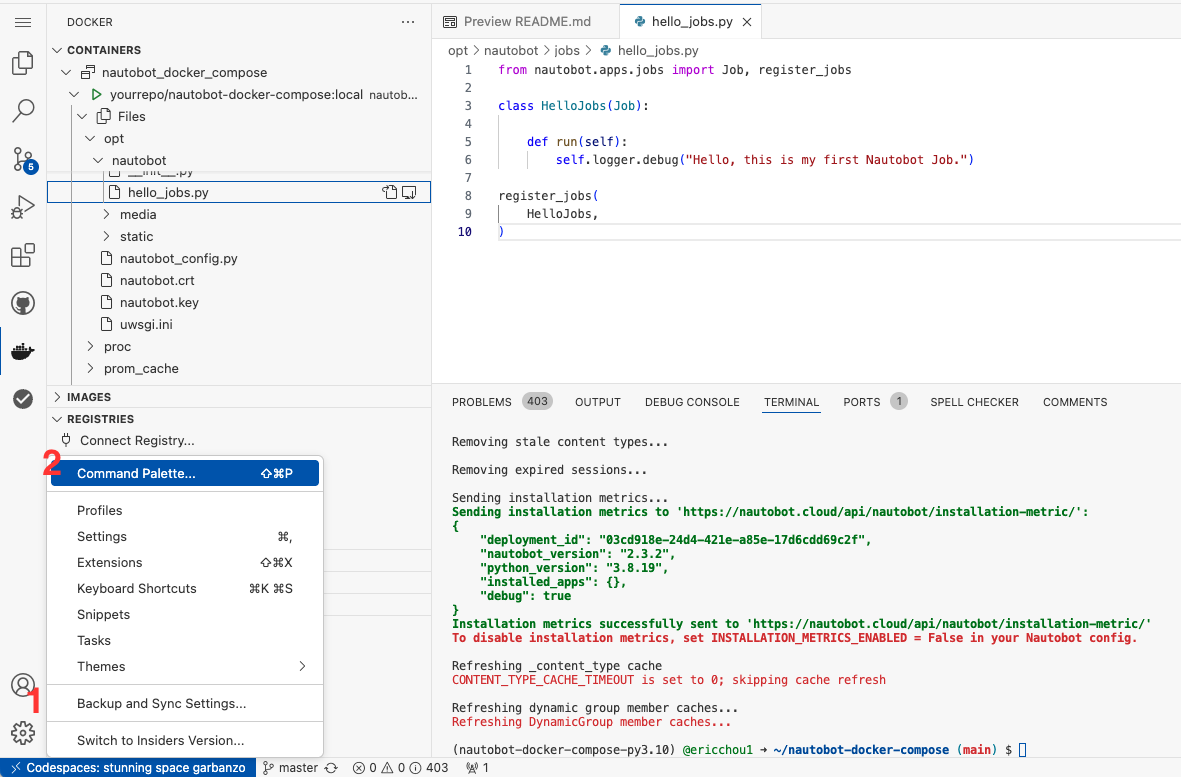 DOCKER
CONTAINERS
nautobot_docker_compose
yourrepo/nautobot-docker-compose:local nautob...
Files
opt
nautobot
__init__.py
hello_jobs.py
media
static
nautobot_config.py
nautobot.crt
nautobot.key
uwsgi.ini
proc
prom_cache
IMAGES
REGISTRIES
Connect Registry...
5
2
Command Palette... ⇧⌘P
Profiles
Settings ⌘,
Extensions ⇧⌘X
Keyboard Shortcuts ⌘K ⌘S
Snippets
Tasks
Themes
Backup and Sync Settings...
Switch to Insiders Version...
1
Preview README.md
hello_jobs.py
opt > nautobot > jobs > hello_jobs.py
1 from nautobot.apps.jobs import Job, register_jobs
2
3 class HelloJobs(Job):
4
5 def run(self):
6 self.logger.debug("Hello, this is my first Nautobot Job.")
7
8 register_jobs(
9 HelloJobs,
10 )
PROBLEMS 403 OUTPUT DEBUG CONSOLE TERMINAL PORTS 1 SPELL CHECKER COMMENTS
Removing stale content types...
Removing expired sessions...
Sending installation metrics...
Sending installation metrics to 'https://nautobot.cloud/api/nautobot/installation-metric/':
{
"deployment_id": "03cd918e-24d4-421e-a85e-17d6cdd69c2f",
"nautobot_version": "2.3.2",
"python_version": "3.8.19",
"installed_apps": {},
"debug": true
}
Installation metrics successfully sent to 'https://nautobot.cloud/api/nautobot/installation-metric/'
To disable installation metrics, set INSTALLATION_METRICS_ENABLED = False in your Nautobot config.
Refreshing _content_type cache
CONTENT_TYPE_CACHE_TIMEOUT is set to 0; skipping cache refresh
Refreshing dynamic group member caches...
Refreshing DynamicGroup member caches...
(nautobot-docker-compose-py3.10) @ericchou1 ➜ ~/nautobot-docker-compose (main) $
Codespaces: stunning space garbanzo master 0 0 403 1